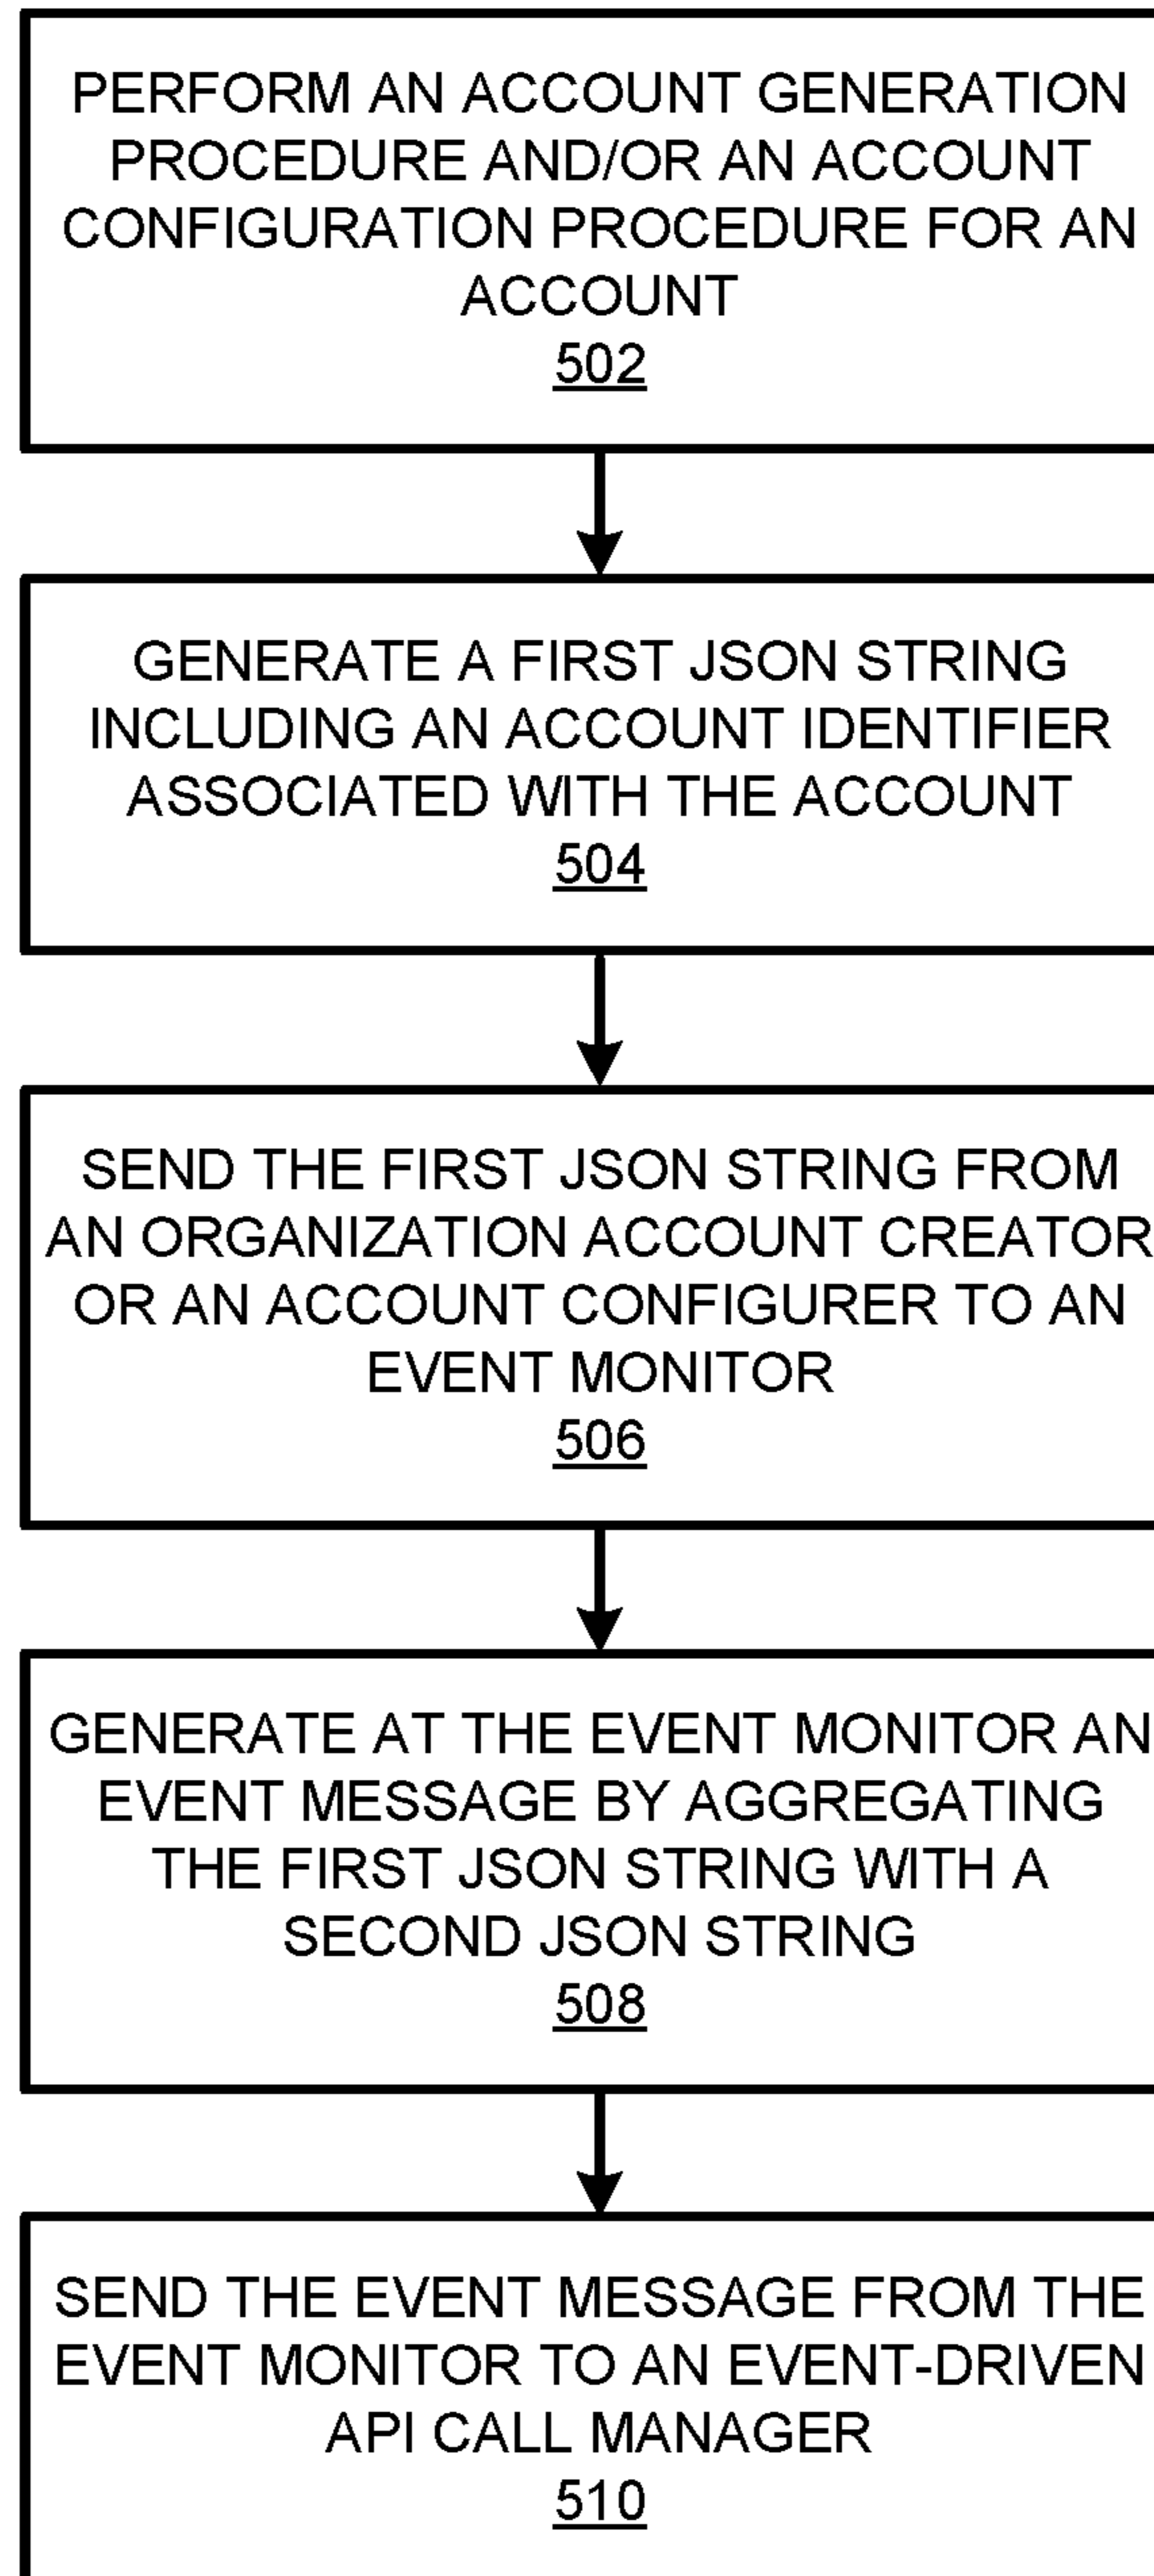 PERFORM AN ACCOUNT GENERATION
PROCEDURE AND/OR AN ACCOUNT
CONFIGURATION PROCEDURE FOR AN
ACCOUNT
502
GENERATE A FIRST JSON STRING
INCLUDING AN ACCOUNT IDENTIFIER
ASSOCIATED WITH THE ACCOUNT
504
SEND THE FIRST JSON STRING FROM
AN ORGANIZATION ACCOUNT CREATOR
OR AN ACCOUNT CONFIGURER TO AN
EVENT MONITOR
506
GENERATE AT THE EVENT MONITOR AN
EVENT MESSAGE BY AGGREGATING
THE FIRST JSON STRING WITH A
SECOND JSON STRING
508
SEND THE EVENT MESSAGE FROM THE
EVENT MONITOR TO AN EVENT-DRIVEN
API CALL MANAGER
510